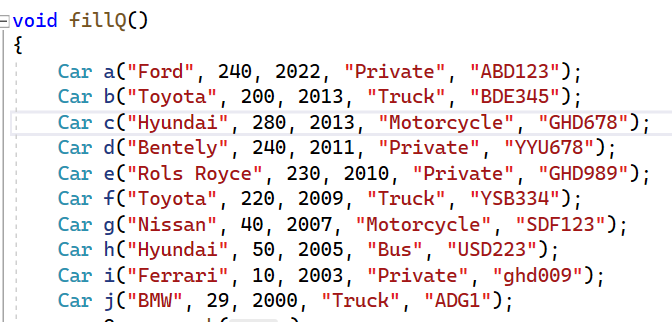 void fillQ()
{
Car a("Ford", 240, 2022, "Private", "ABD123");
Car b("Toyota", 200, 2013, "Truck", "BDE345");
Car c("Hyundai", 280, 2013, "Motorcycle", "GHD678");
Car d("Bentely", 240, 2011, "Private", "YYU678");
Car e("Rols Royce", 230, 2010, "Private", "GHD989");
Car f("Toyota", 220, 2009, "Truck", "YSB334");
Car g("Nissan", 40, 2007, "Motorcycle", "SDF123");
Car h("Hyundai", 50, 2005, "Bus", "USD223");
Car i("Ferrari", 10, 2003, "Private", "ghd009");
Car j("BMW", 29, 2000, "Truck", "ADG1");